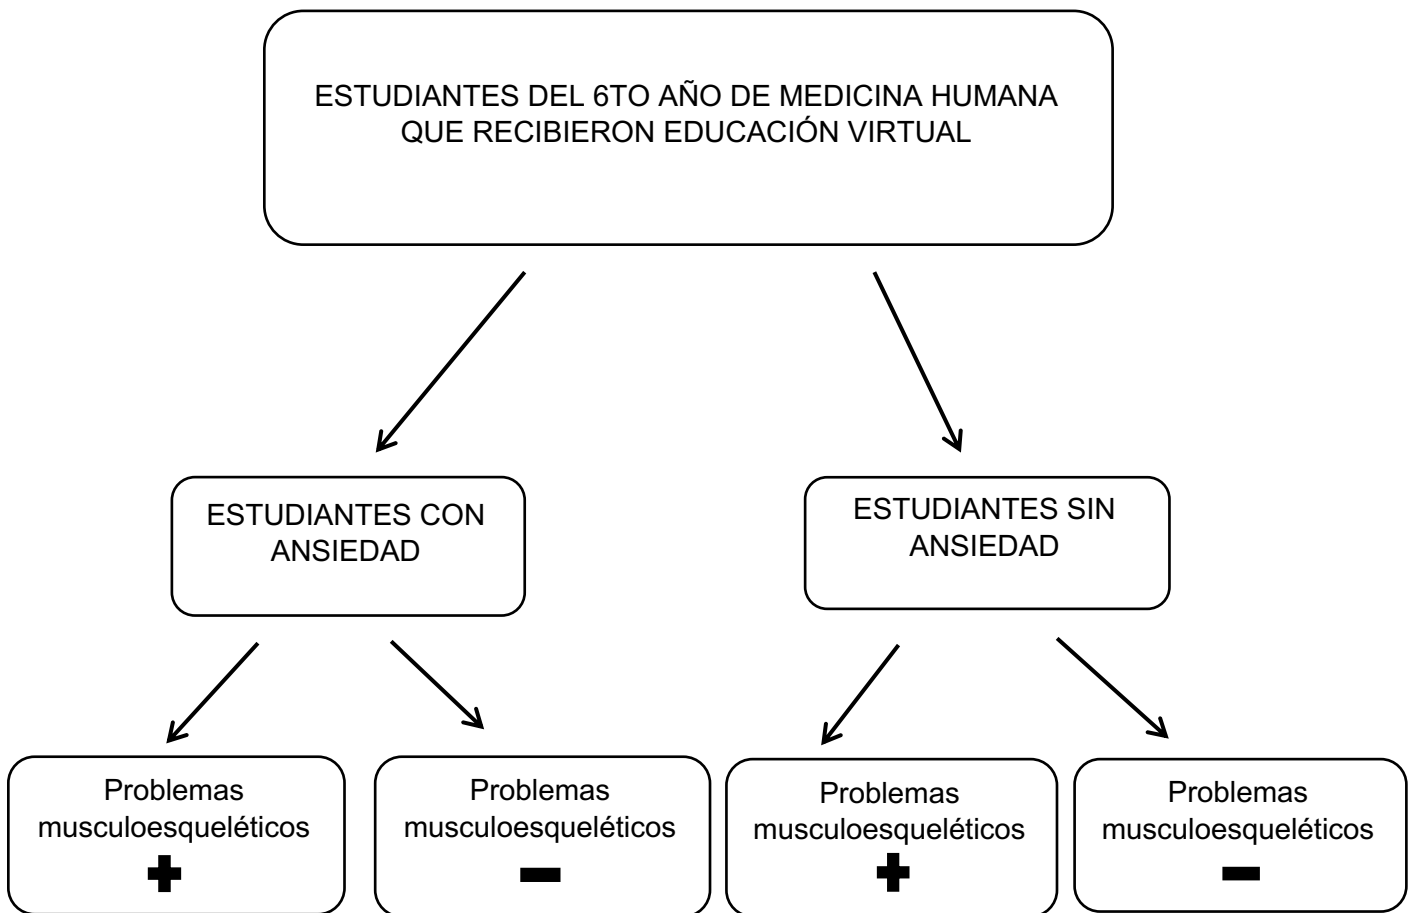 ESTUDIANTES DEL 6TO AÑO DE MEDICINA HUMANA
QUE RECIBIERON EDUCACIÓN VIRTUAL
ESTUDIANTES CON
ANSIEDAD
ESTUDIANTES SIN
ANSIEDAD
Problemas
musculoesqueléticos
+
Problemas
musculoesqueléticos
-
Problemas
musculoesqueléticos
+
Problemas
musculoesqueléticos
-